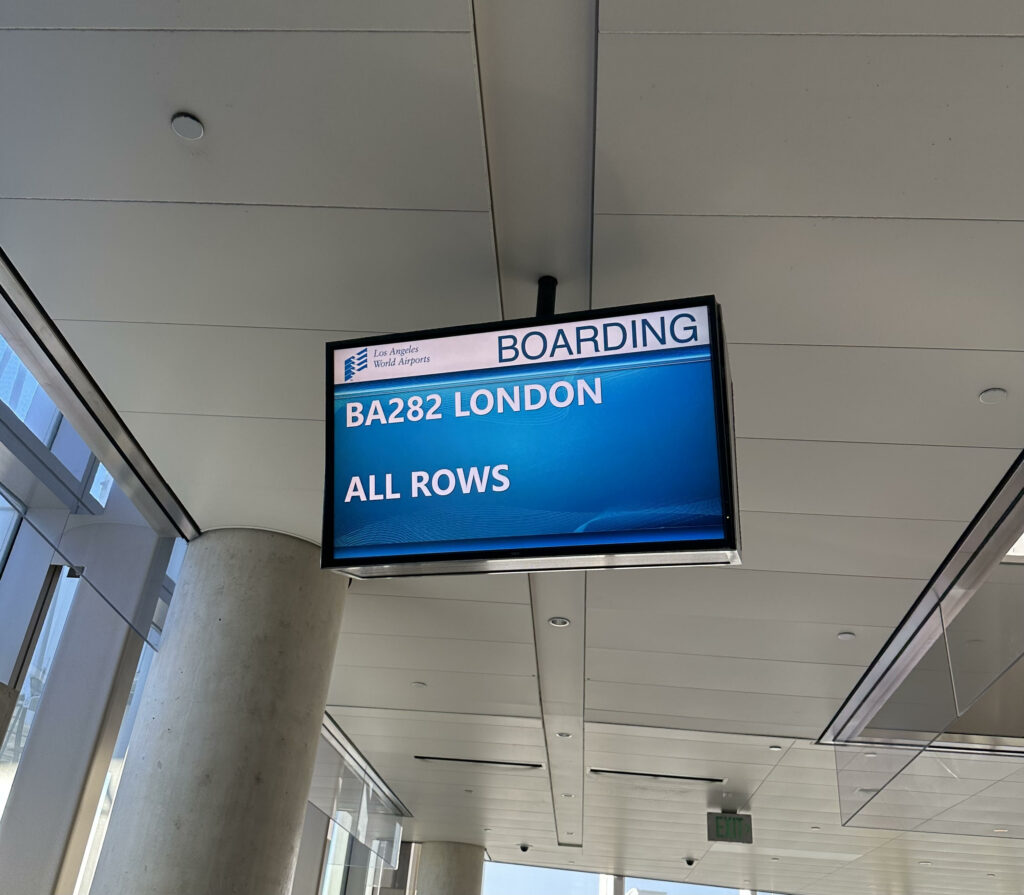 Los Angeles
World Airports
BOARDING
BA282 LONDON
ALL ROWS
EXIT